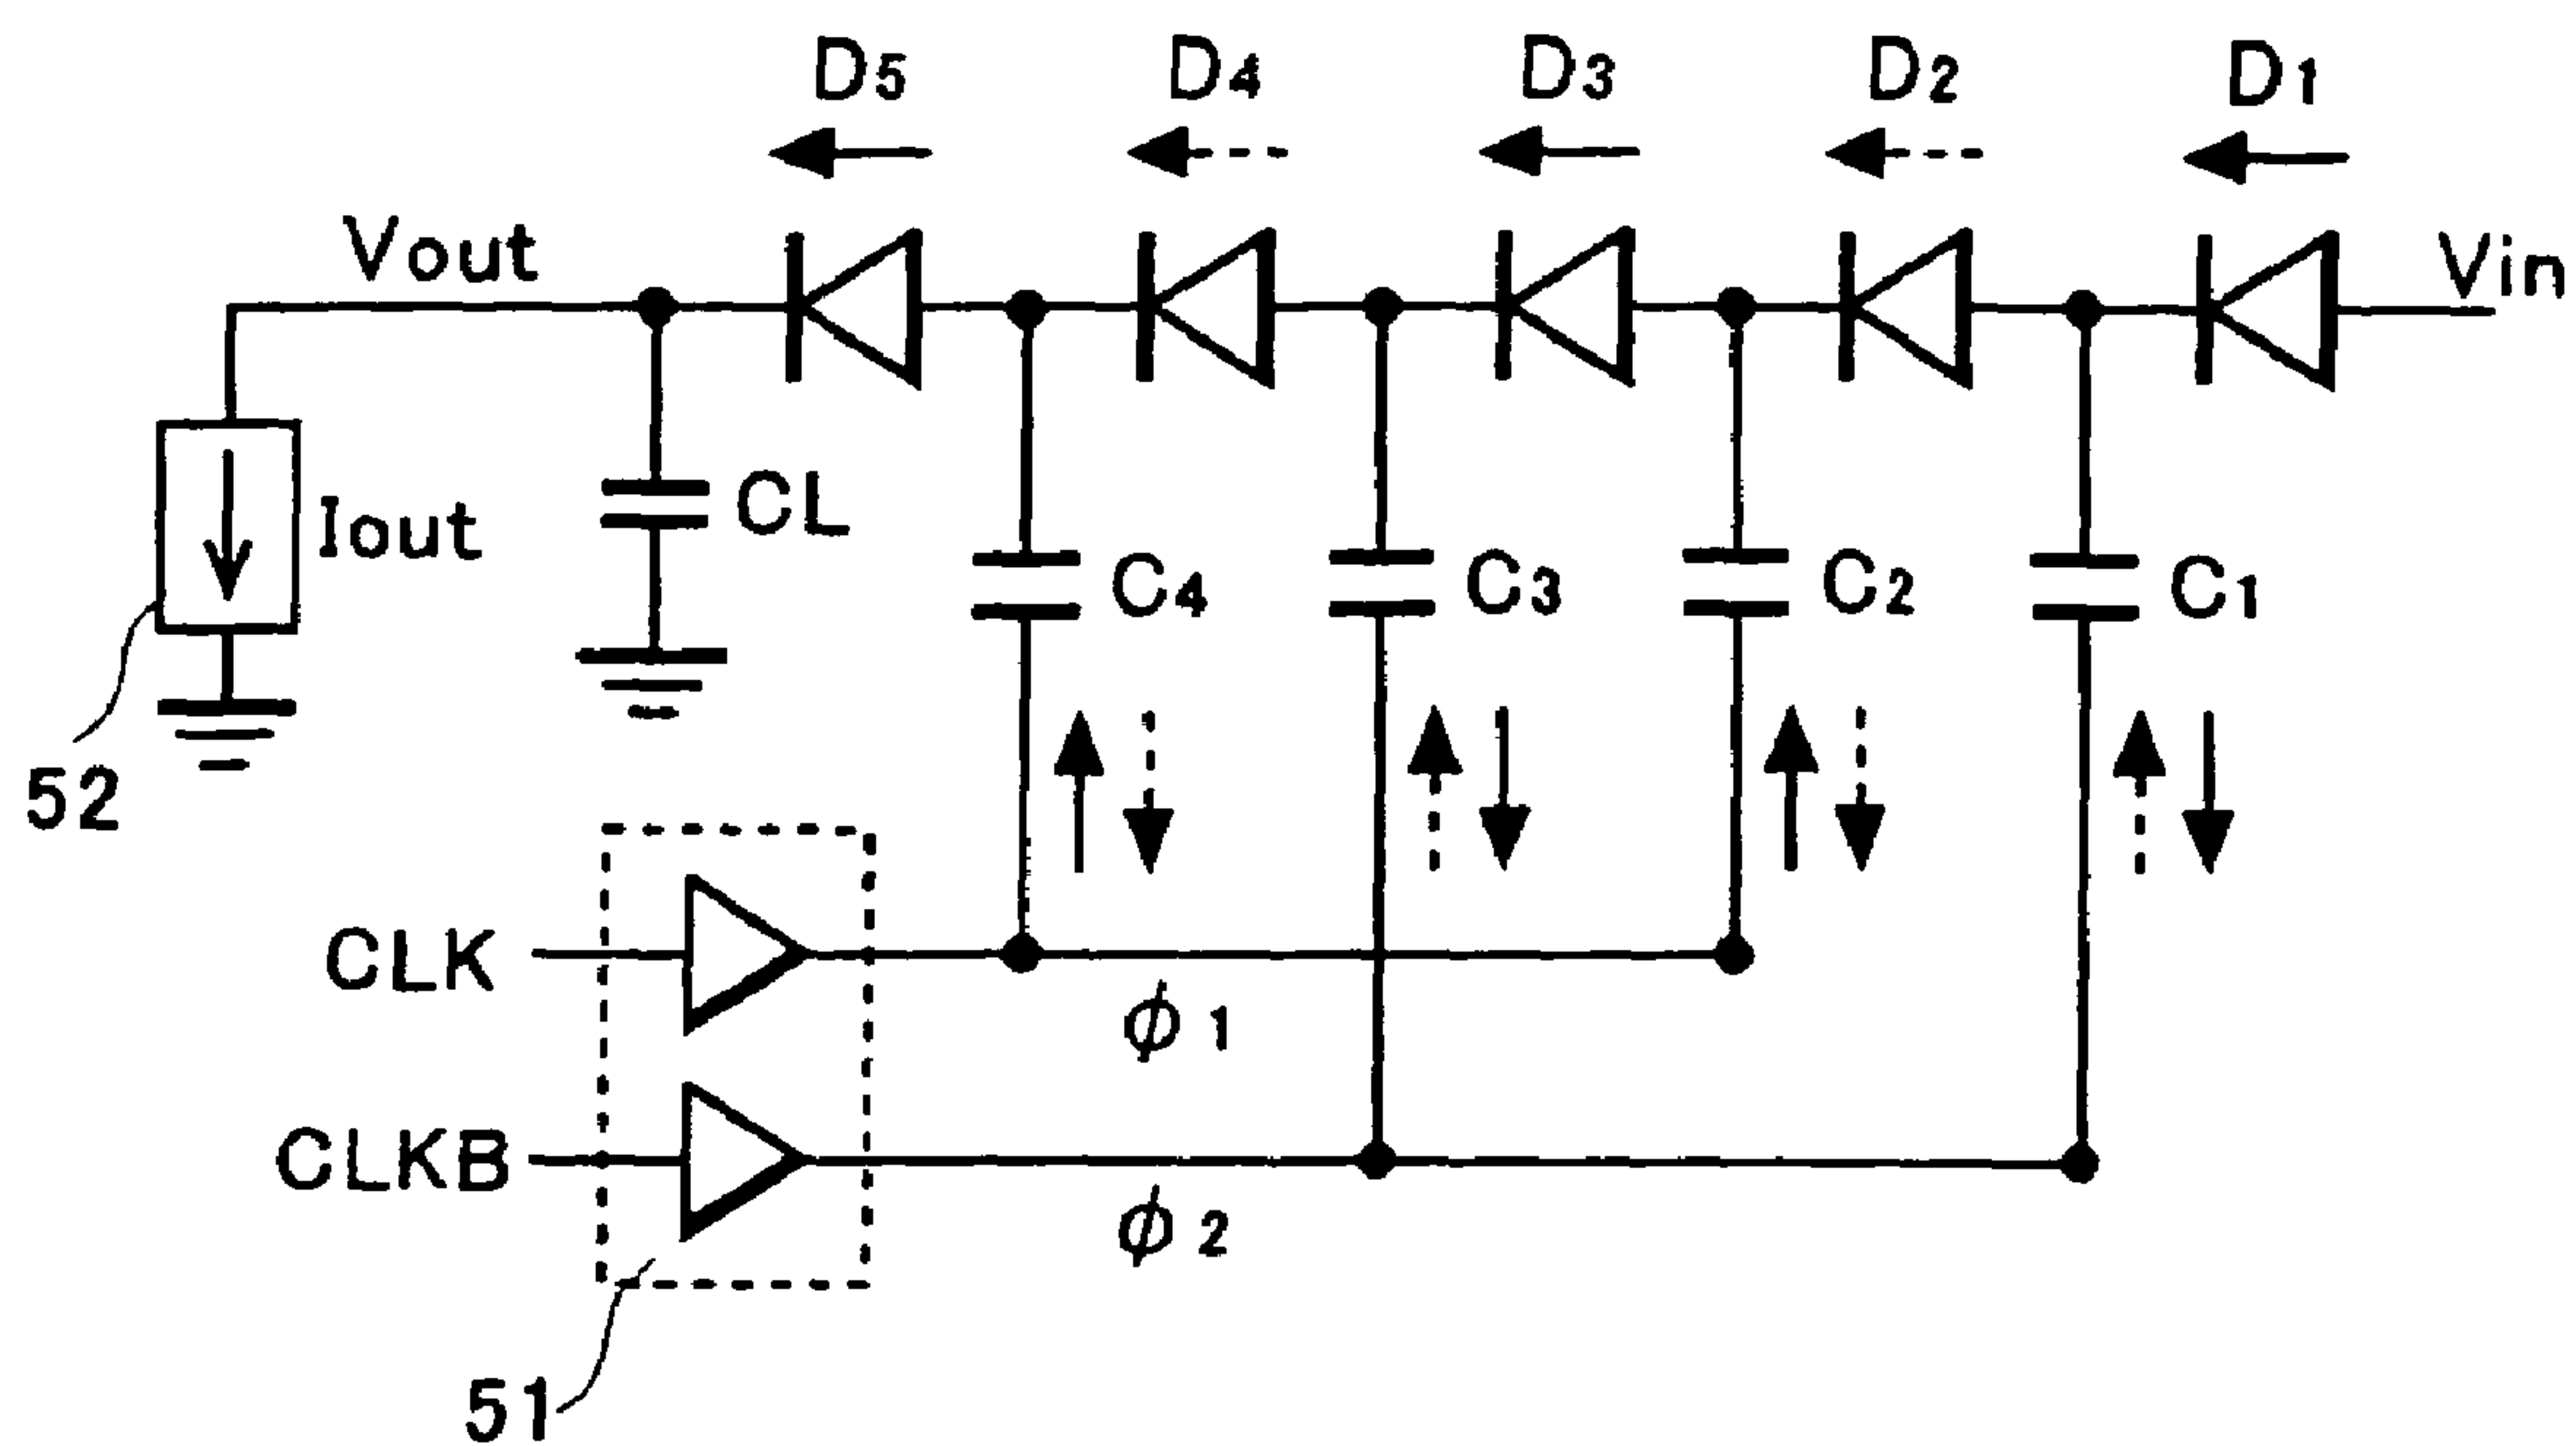 D5 D4 D3 D2 D1
Vout
Vin
Iout
CL
C4 C3 C2 C1
52
CLK
ϕ1
CLKB
ϕ2
51